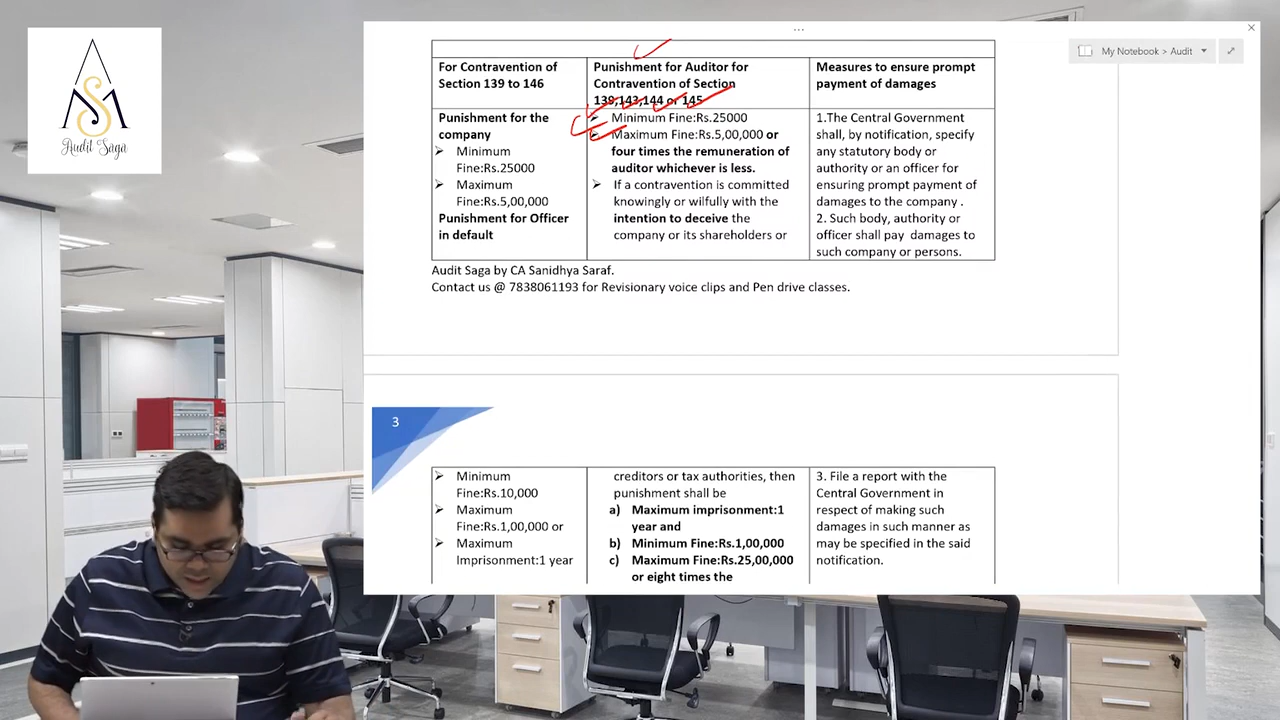 SM
Audit Saga
...
My Notebook > Audit
For Contravention of
Section 139 to 146
Punishment for Auditor for
Contravention of Section
139,143,144 or 145
Measures to ensure prompt
payment of damages
Punishment for the
company
Minimum
Fine:Rs.25000
Maximum
Fine:Rs.5,00,000
Punishment for Officer
in default
Minimum Fine:Rs.25000
Maximum Fine:Rs.5,00,000 or
four times the remuneration of
auditor whichever is less.
If a contravention is committed
knowingly or wilfully with the
intention to deceive the
company or its shareholders or
1.The Central Government
shall, by notification, specify
any statutory body or
authority or an officer for
ensuring prompt payment of
damages to the company .
2. Such body, authority or
officer shall pay damages to
such company or persons.
Audit Saga by CA Sanidhya Saraf.
Contact us @ 7838061193 for Revisionary voice clips and Pen drive classes.
3
Minimum
Fine:Rs.10,000
Maximum
Fine:Rs.1,00,000 or
Maximum
Imprisonment:1 year
creditors or tax authorities, then
punishment shall be
a) Maximum imprisonment:1
year and
b) Minimum Fine:Rs.1,00,000
c) Maximum Fine:Rs.25,00,000
or eight times the
3. File a report with the
Central Government in
respect of making such
damages in such manner as
may be specified in the said
notification.